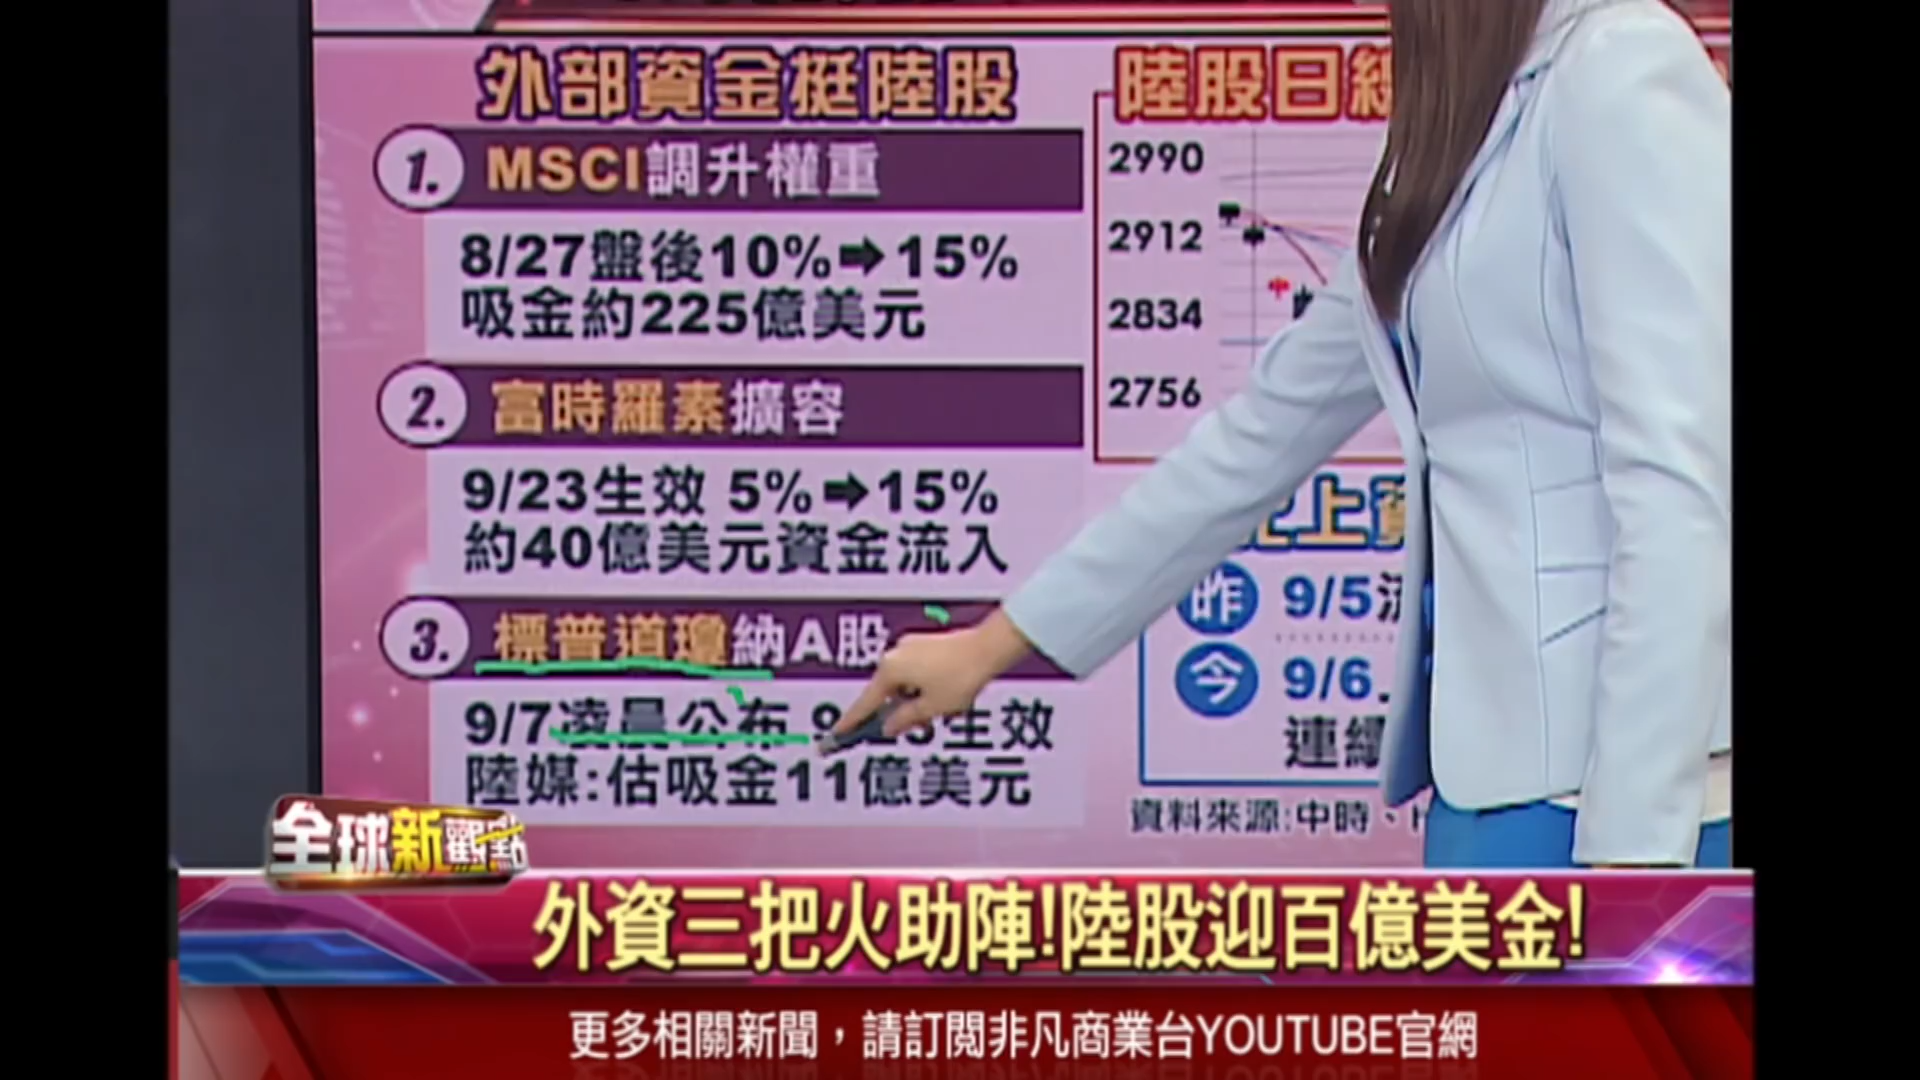 外部資金挺陸股
1. MSCI調升權重
8/27盤後10%➡15%
吸金約225億美元
2. 富時羅素擴容
9/23生效 5%➡15%
約40億美元資金流入
3. 標普道瓊納A股
9/7凌晨公布 生效
陸媒:估吸金11億美元
陸股日
2990
2912
2834
2756
上
昨 9/5
今 9/6
連
資料來源:中時、
全球新觀點
外資三把火助陣!陸股迎百億美金!
更多相關新聞，請訂閱非凡商業台YOUTUBE官網